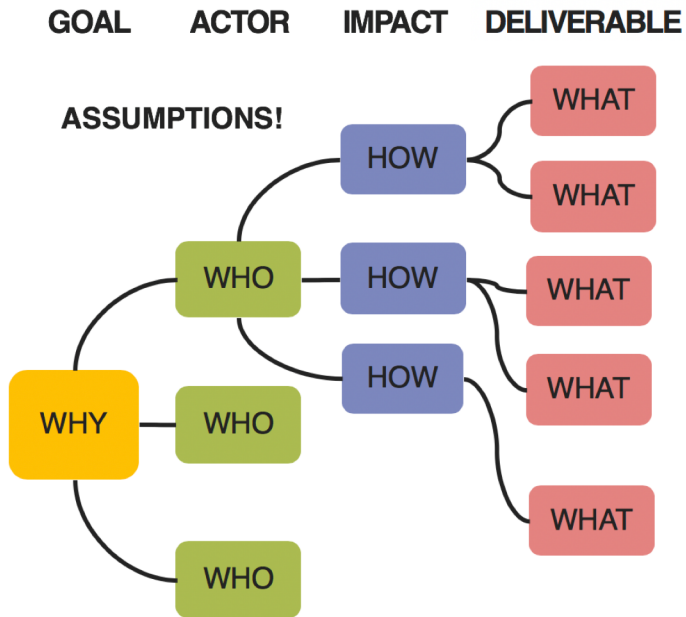 GOAL ACTOR IMPACT DELIVERABLE
WHAT
ASSUMPTIONS!
HOW
WHAT
WHO
HOW
WHAT
HOW
WHAT
WHY
WHO
WHAT
WHO